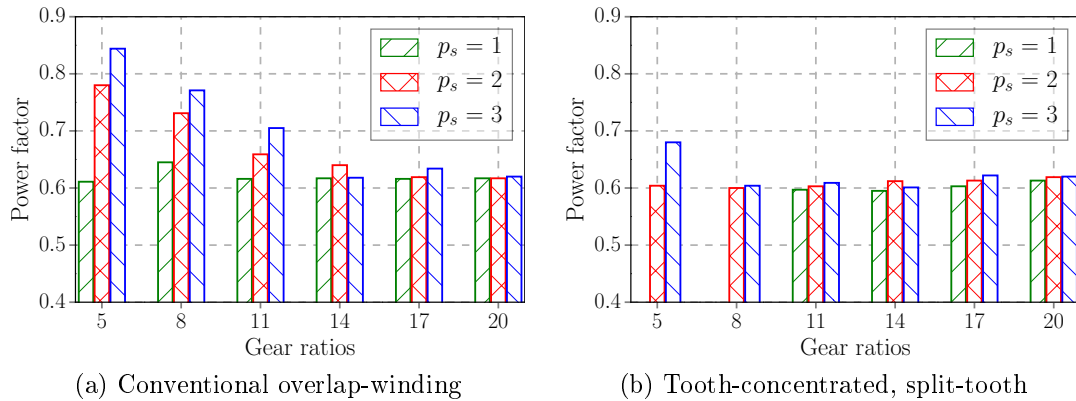 0.9
0.8
0.7
0.6
0.5
0.4
Power factor
5 8 11 14 17 20
Gear ratios
p_s = 1
p_s = 2
p_s = 3
(a) Conventional overlap-winding
0.9
0.8
0.7
0.6
0.5
0.4
Power factor
5 8 11 14 17 20
Gear ratios
p_s = 1
p_s = 2
p_s = 3
(b) Tooth-concentrated, split-tooth